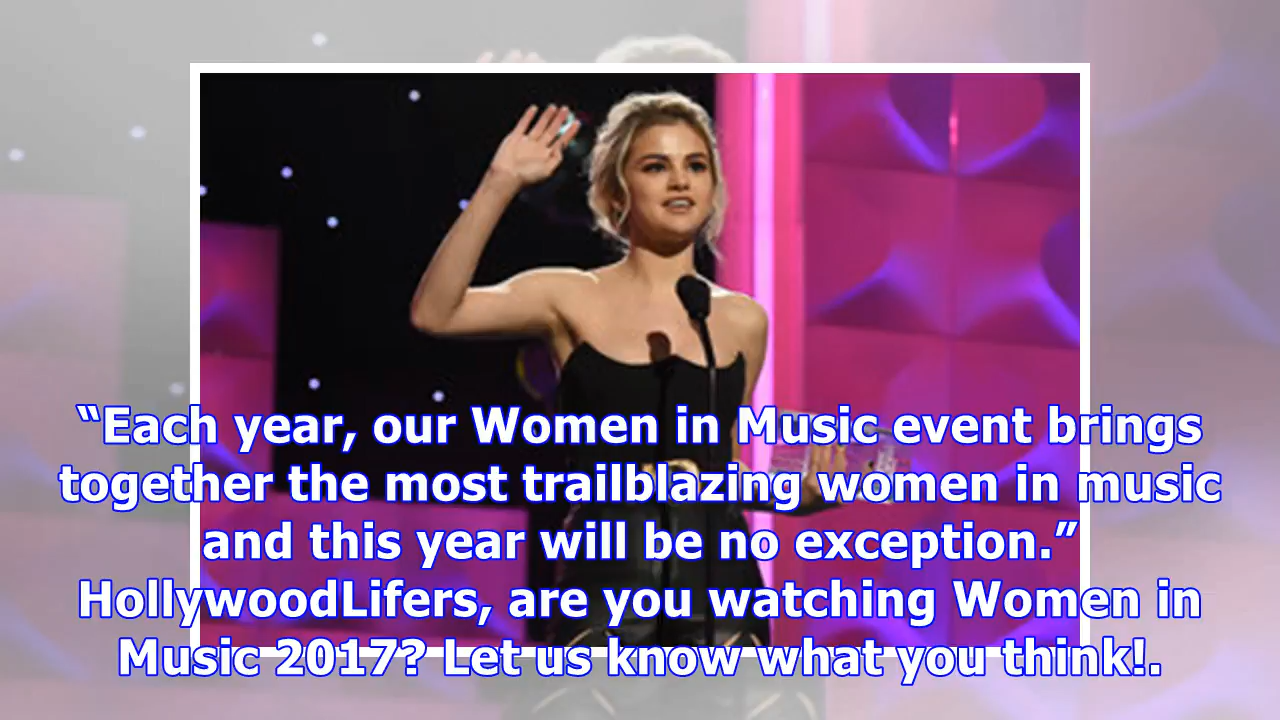 “Each year, our Women in Music event brings
together the most trailblazing women in music
and this year will be no exception.”
HollywoodLifers, are you watching Women in
Music 2017? Let us know what you think!.